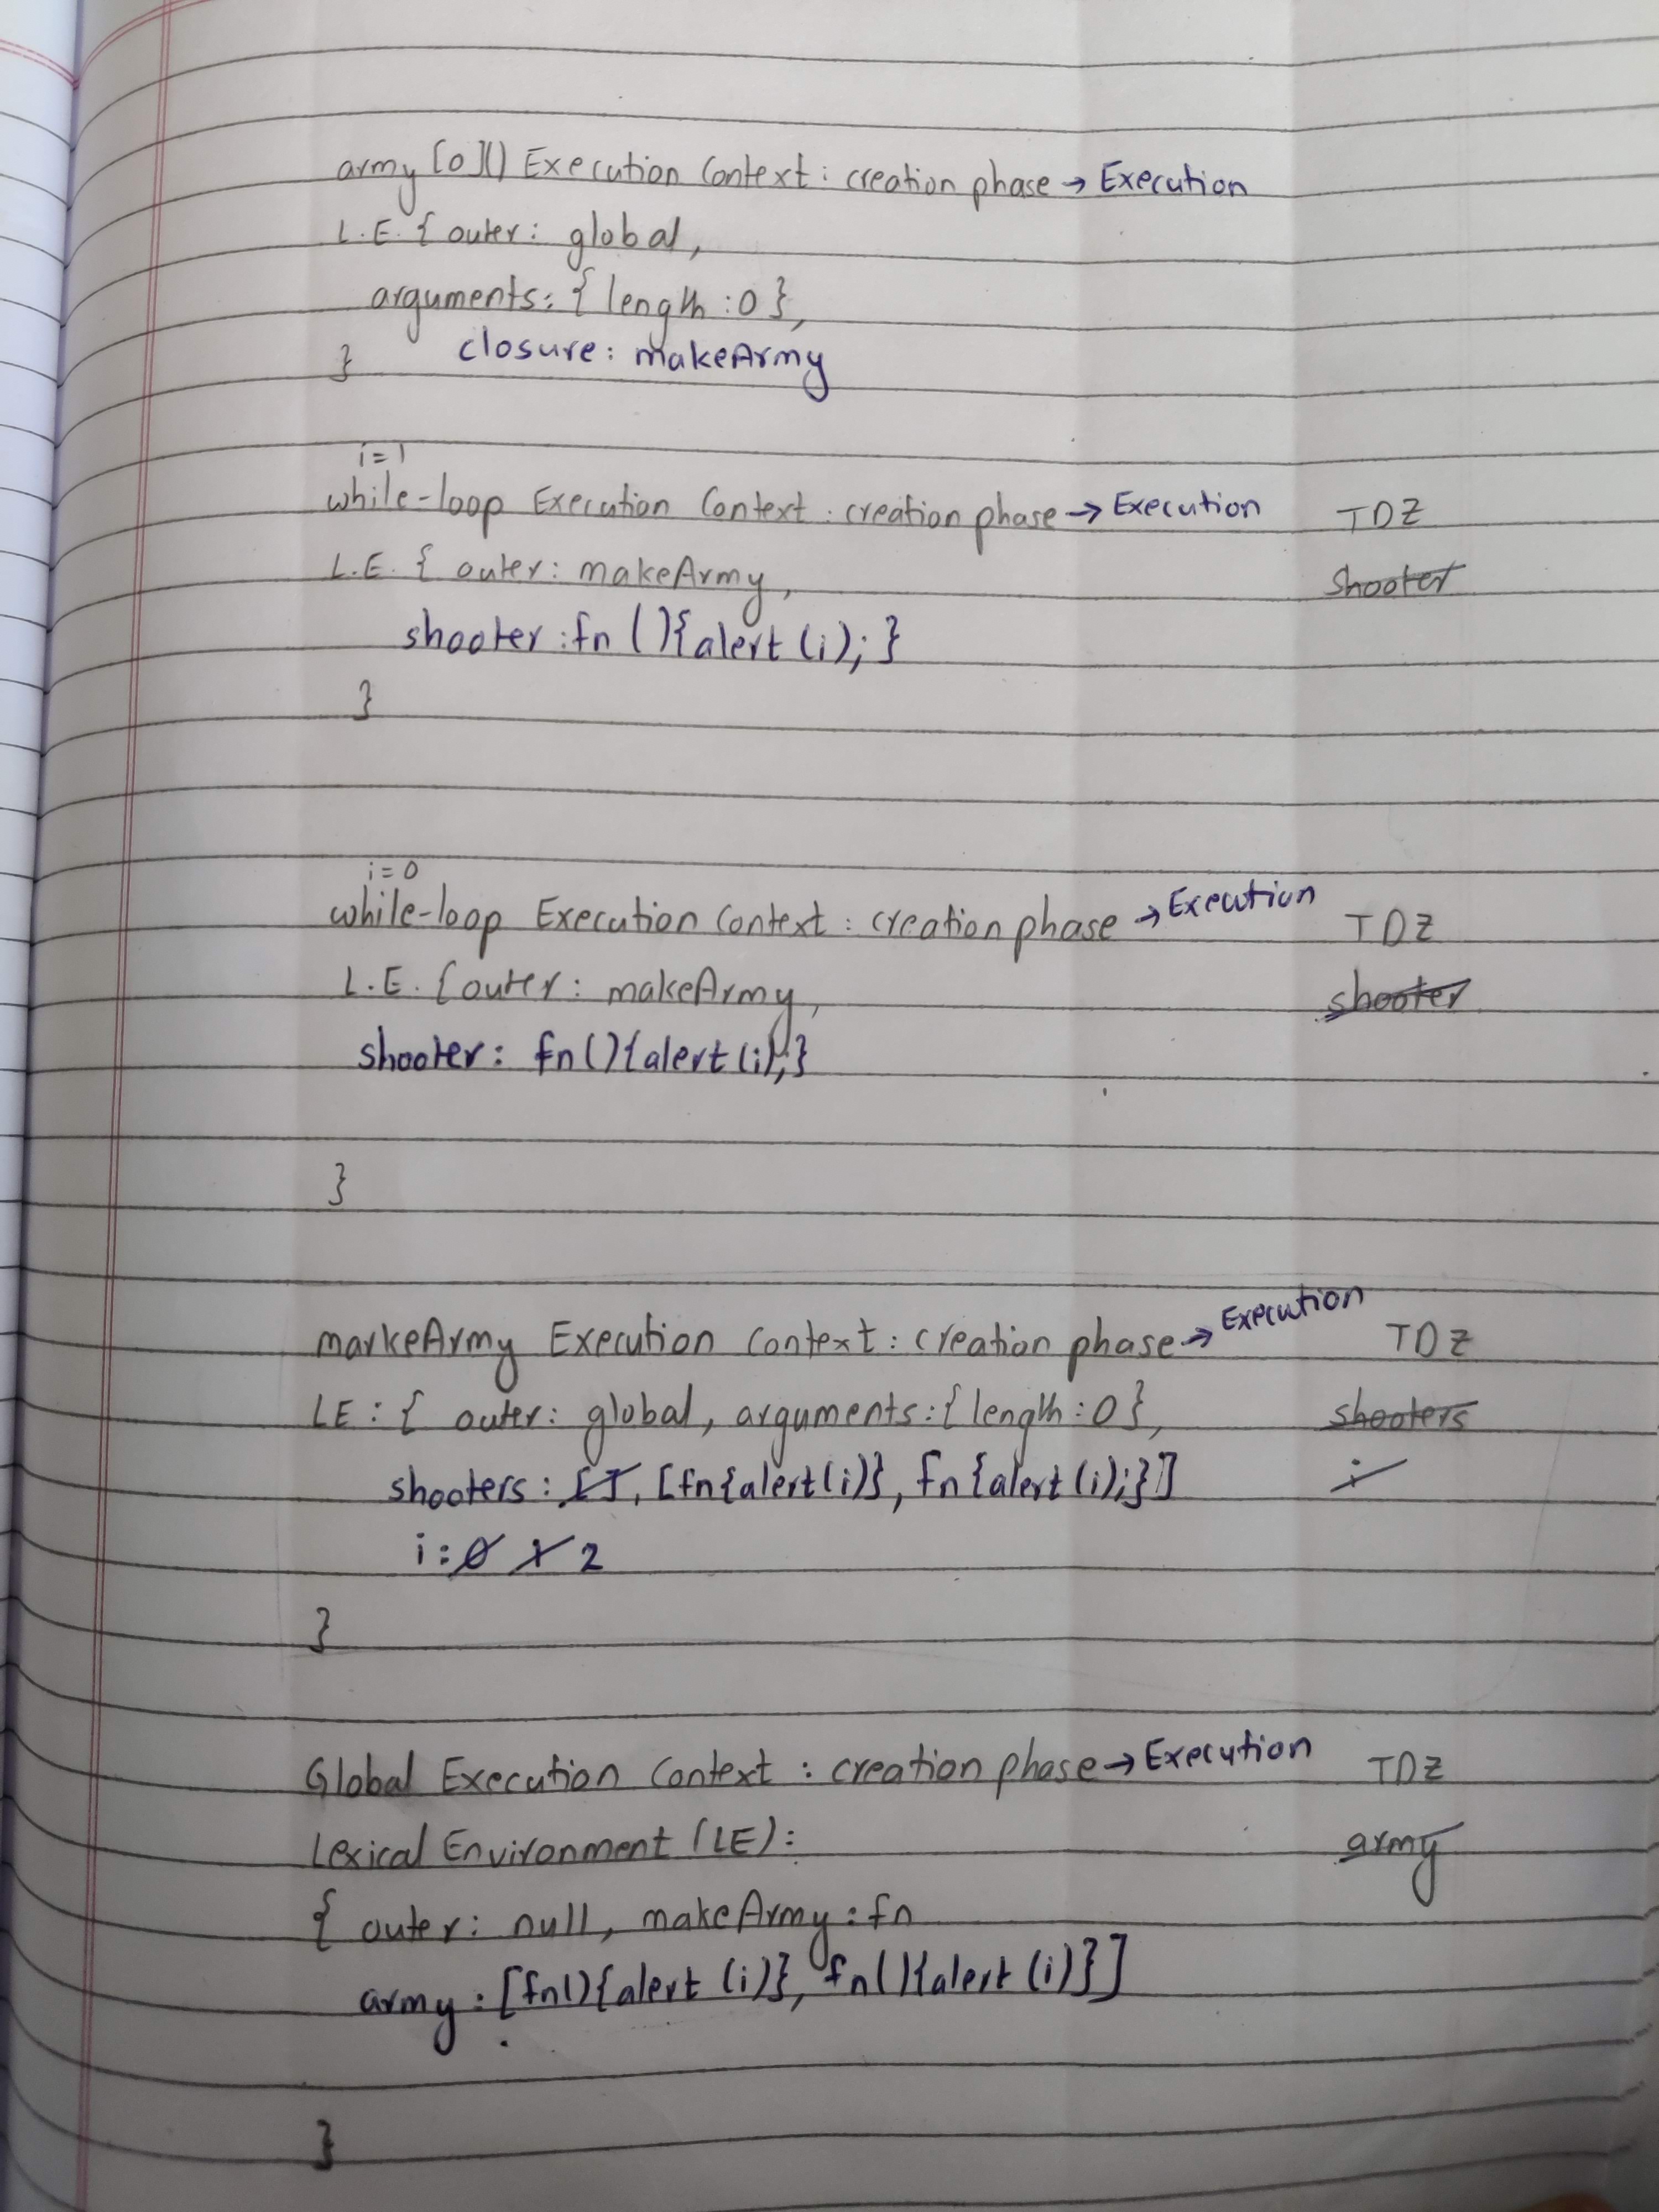 army[0]() Execution Context: creation phase → Execution
L.E. { outer: global,
arguments: { length: 0 },
} closure: makeArmy
i=1
while-loop Execution Context: creation phase → Execution TDZ
L.E. { outer: makeArmy, shooter
shooter: fn(){alert(i);}
}
i=0
while-loop Execution Context: creation phase → Execution TDZ
L.E. { outer: makeArmy, shooter
shooter: fn(){alert(i);}
}
markeArmy Execution Context: creation phase → Execution TDZ
LE: { outer: global, arguments: { length: 0 }, shooters
shooters: [], [fn{alert(i)}, fn{alert(i);}] i
i: 0 1 2
}
Global Execution Context: creation phase → Execution TDZ
Lexical Environment (LE): army
{ outer: null, makeArmy: fn
army: [fn(){alert(i)}, fn(){alert(i)}]
}